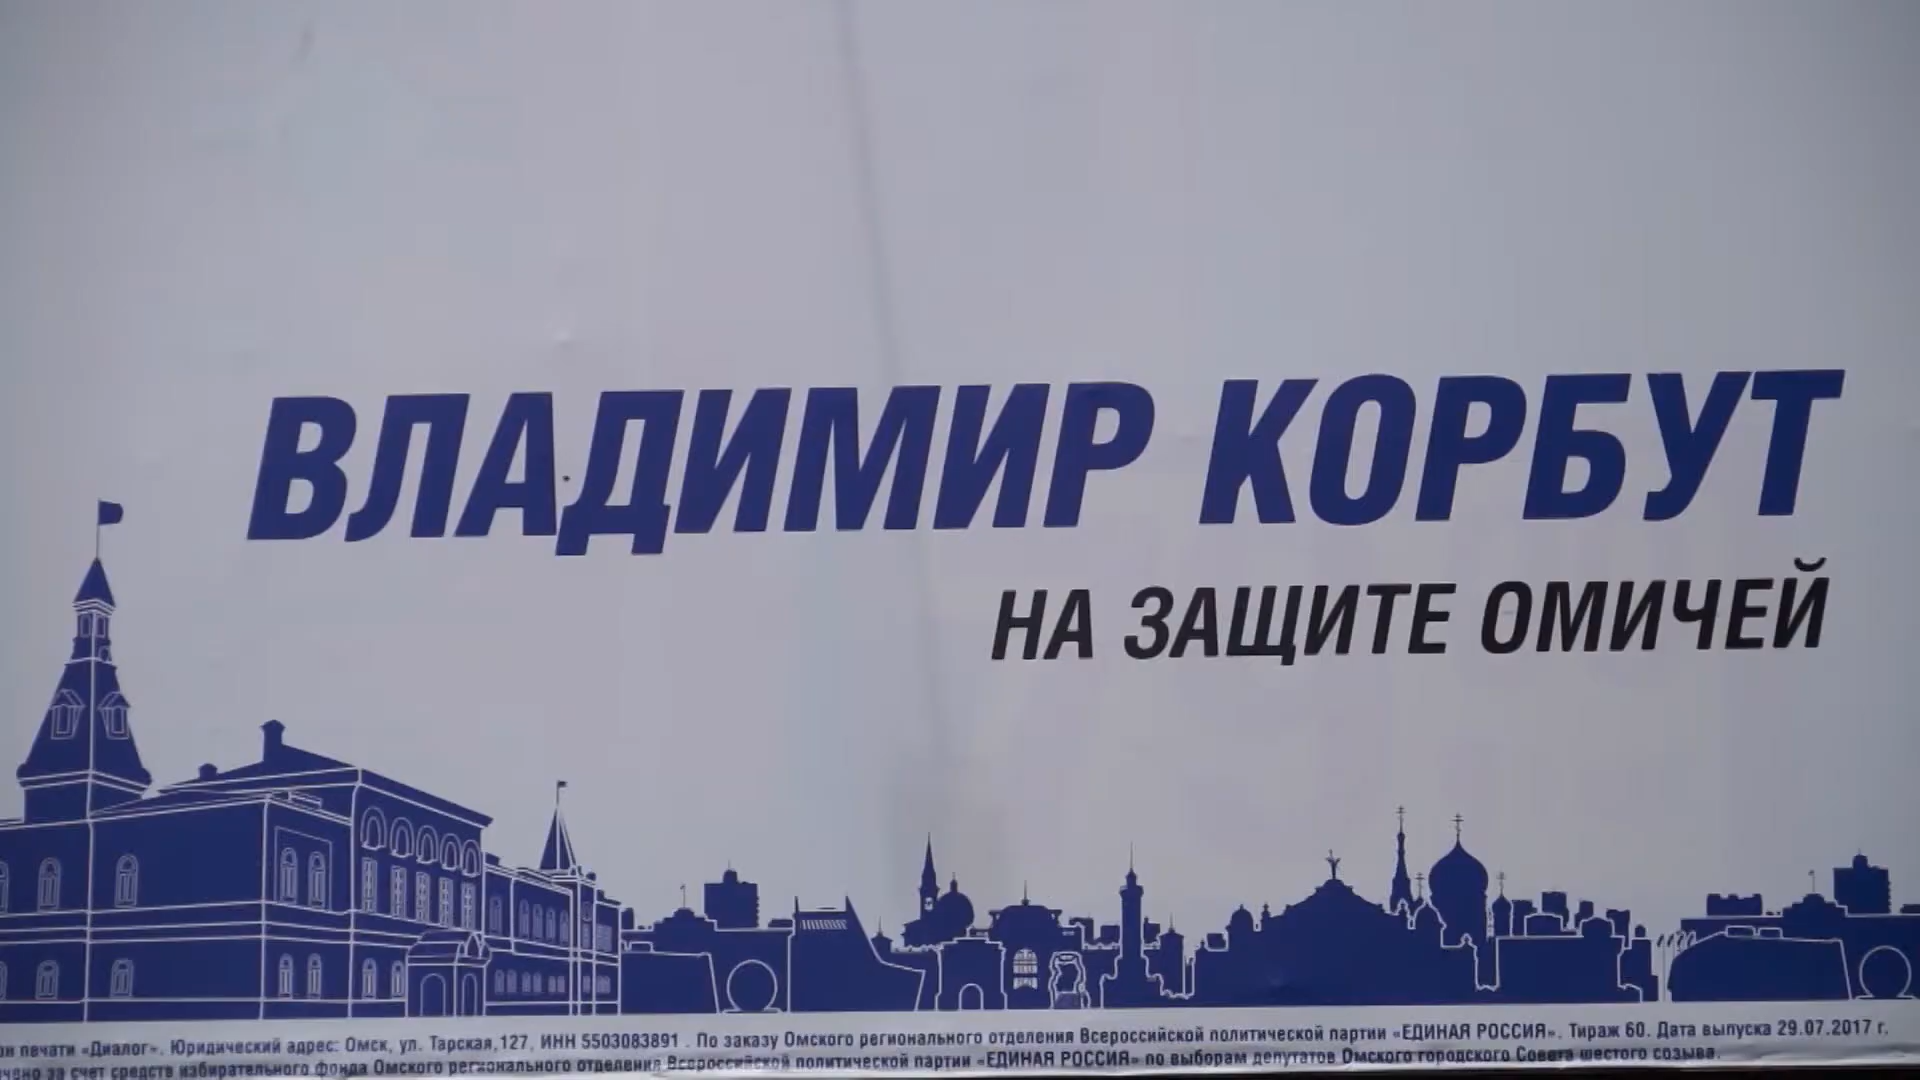 ВЛАДИМИР КОРБУТ
НА ЗАЩИТЕ ОМИЧЕЙ
печати «Диалог». Юридический адрес: Омск, ул. Тарская,127, ИНН 5503083891 . По заказу Омского регионального отделения Всероссийской политической партии «ЕДИНАЯ РОССИЯ». Тираж 60. Дата выпуска 29.07.2017 г.
за счет средств избирательного фонда Омского регионального отделения Всероссийской политической партии «ЕДИНАЯ РОССИЯ» по выборам депутатов Омского городского Совета шестого созыва.